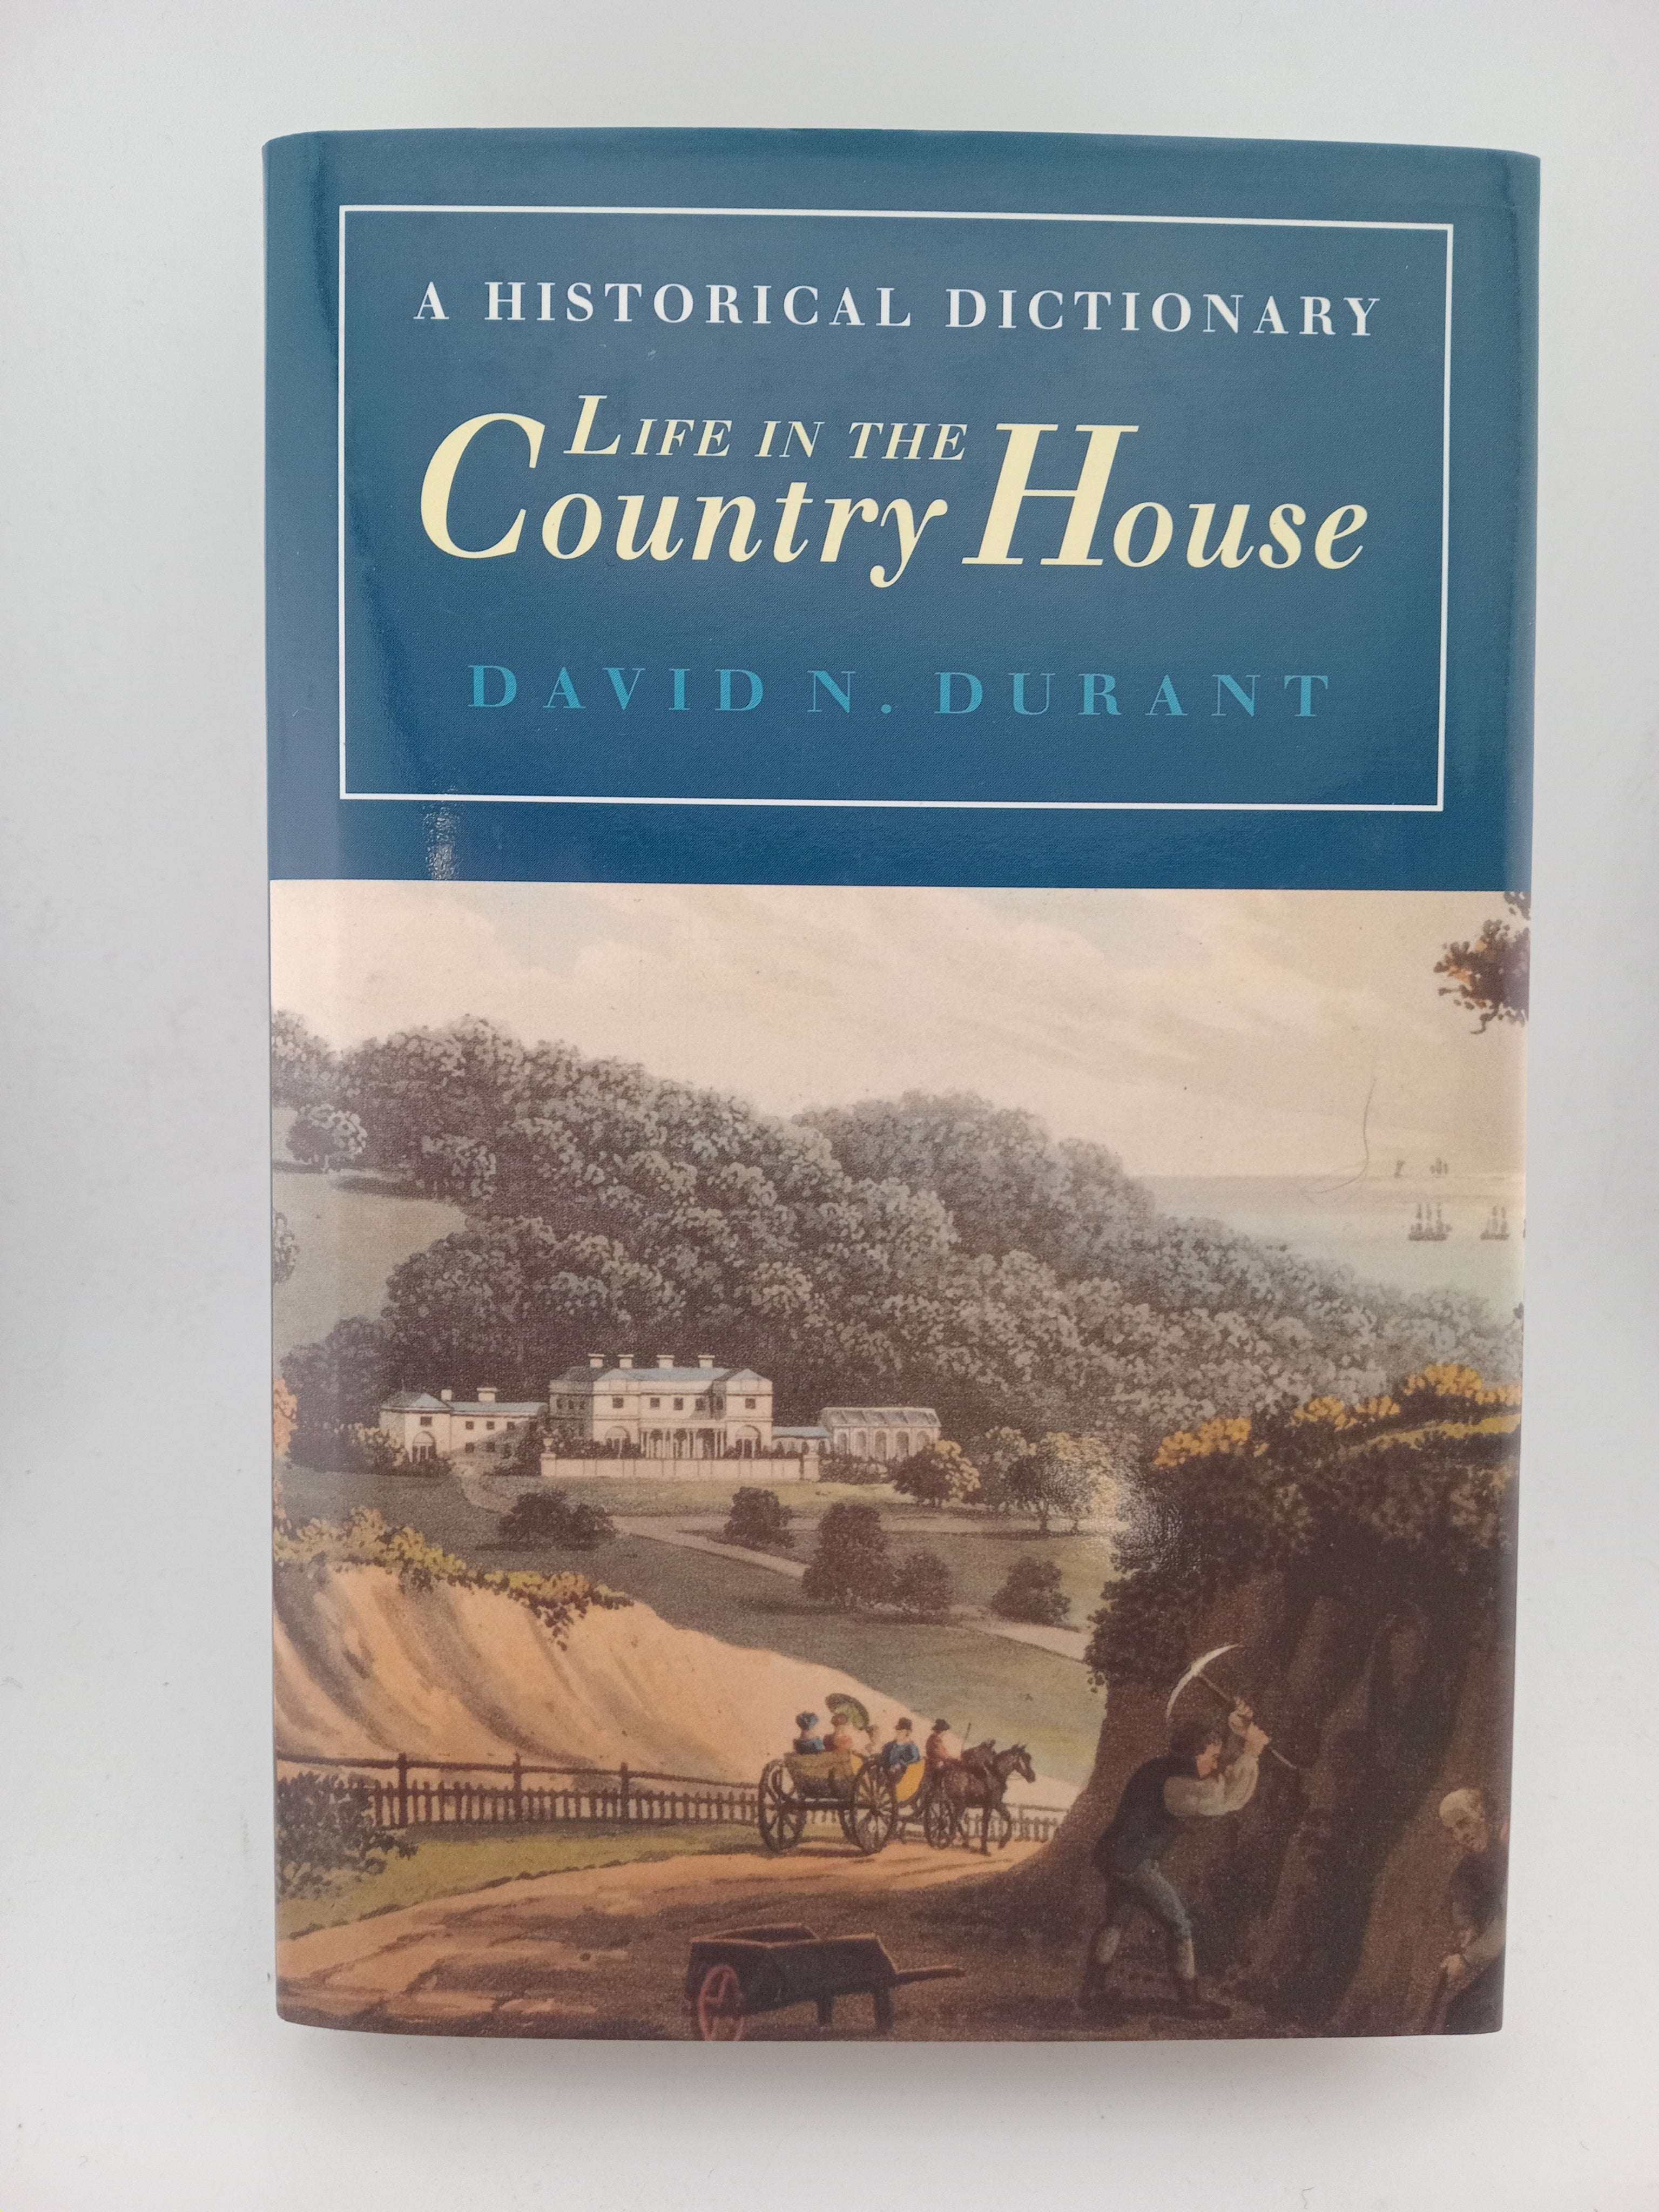 A HISTORICAL DICTIONARY
LIFE IN THE
Country House
DAVID N. DURANT